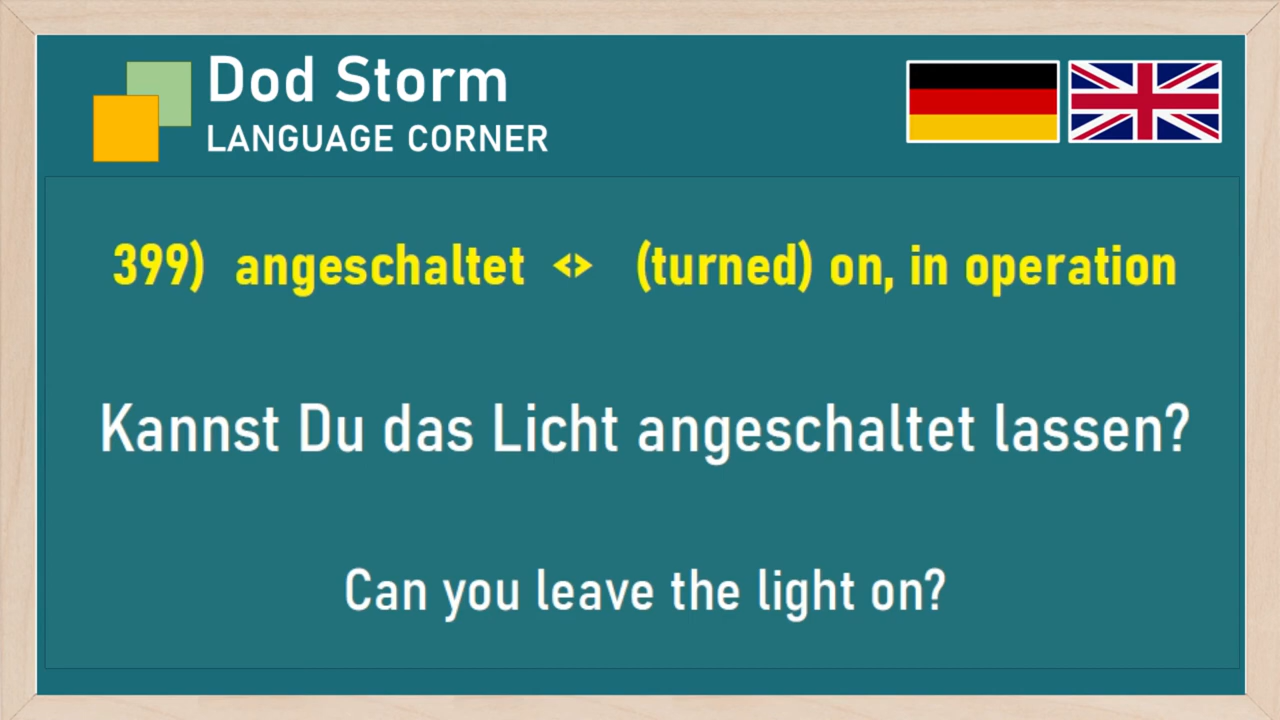 Dod Storm
LANGUAGE CORNER
399) angeschaltet <> (turned) on, in operation
Kannst Du das Licht angeschaltet lassen?
Can you leave the light on?